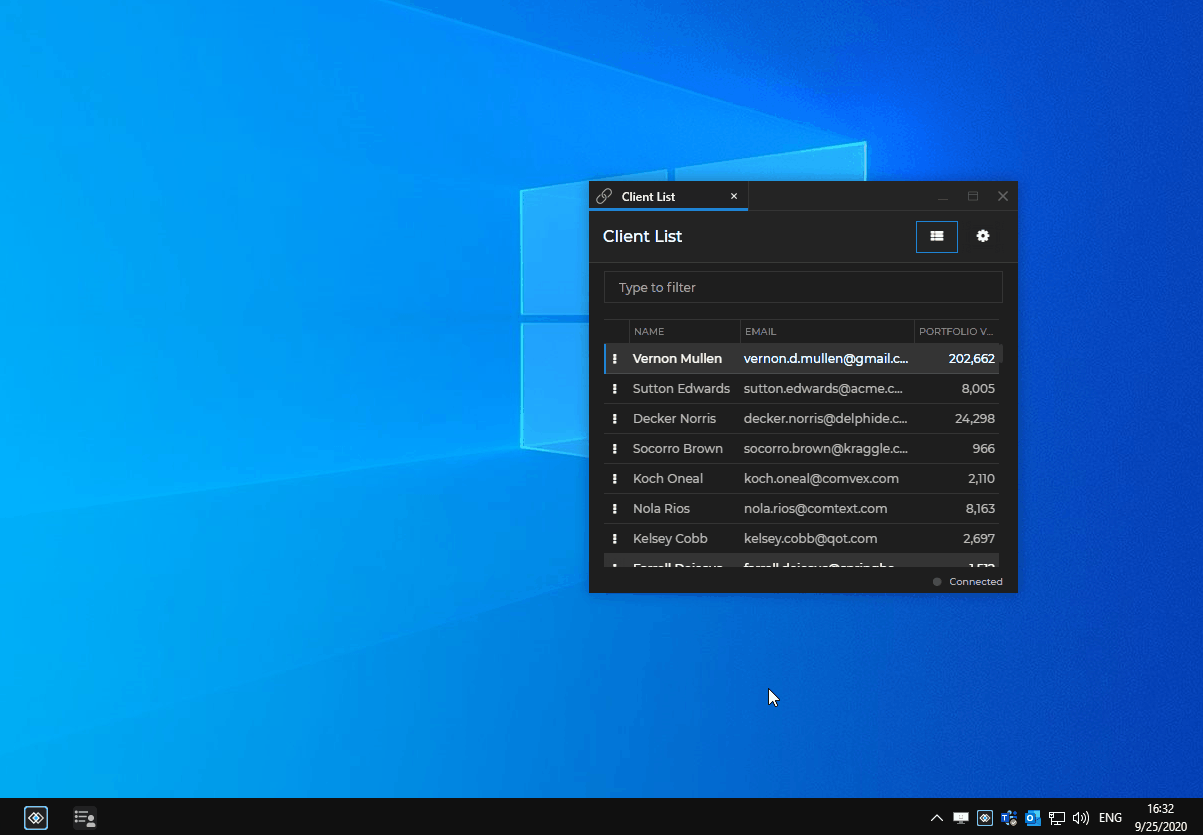 Client List
Client List
Type to filter
NAME EMAIL PORTFOLIO V...
Vernon Mullen vernon.d.mullen@gmail.c... 202,662
Sutton Edwards sutton.edwards@acme.c... 8,005
Decker Norris decker.norris@delphide.c... 24,298
Socorro Brown socorro.brown@kraggle.c... 966
Koch Oneal koch.oneal@comvex.com 2,110
Nola Rios nola.rios@comtext.com 8,163
Kelsey Cobb kelsey.cobb@qot.com 2,697
Connected
ENG
16:32
9/25/2020